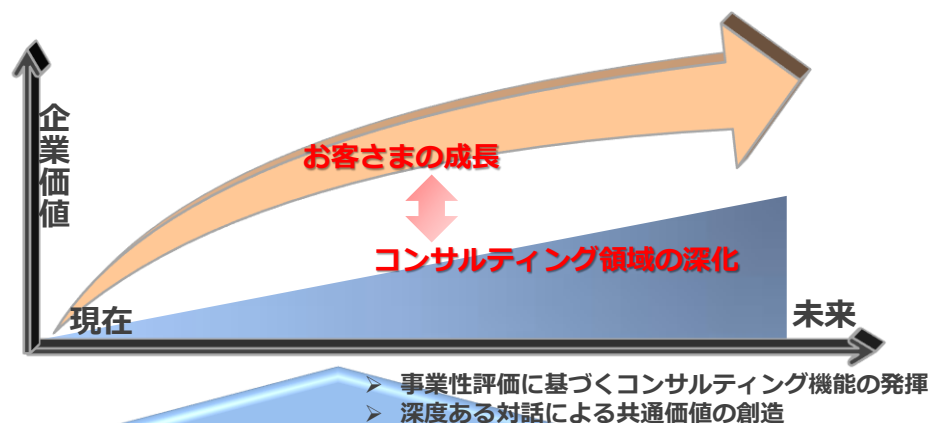 企業価値
お客さまの成長
コンサルティング領域の深化
現在
未来
➢ 事業性評価に基づくコンサルティング機能の発揮
➢ 深度ある対話による共通価値の創造